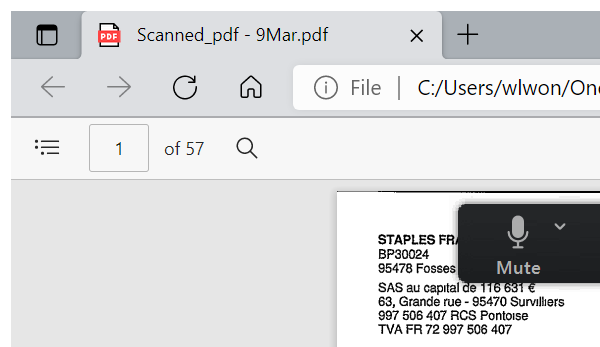 PDF Scanned_pdf - 9Mar.pdf
File | C:/Users/wlwon/One
1 of 57
STAPLES FRA
BP30024
95478 Fosses
Mute
SAS au capital de 116 631 €
63, Grande rue - 95470 Survilliers
997 506 407 RCS Pontoise
TVA FR 72 997 506 407